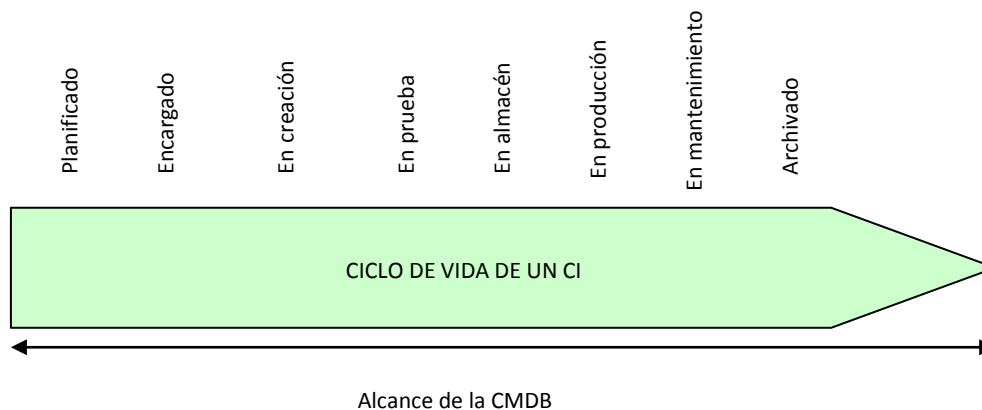 Planificado
Encargado
En creación
En prueba
En almacén
En producción
En mantenimiento
Archivado
CICLO DE VIDA DE UN CI
Alcance de la CMDB